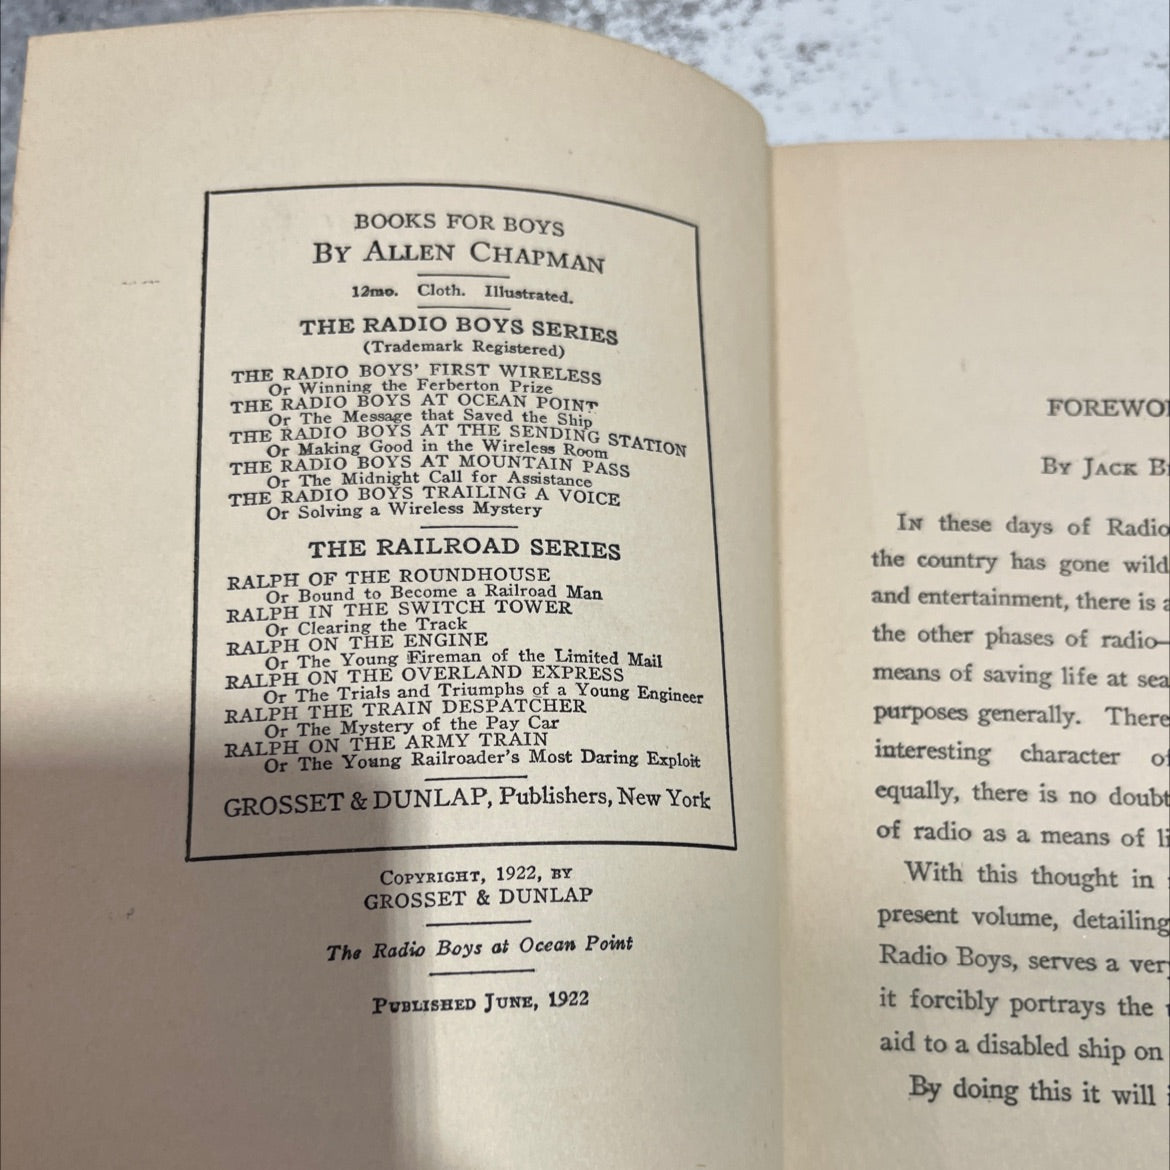 BOOKS FOR BOYS
BY ALLEN CHAPMAN
12mo. Cloth. Illustrated.
THE RADIO BOYS SERIES
(Trademark Registered)
THE RADIO BOYS' FIRST WIRELESS
Or Winning the Ferberton Prize
THE RADIO BOYS AT OCEAN POINT
Or The Message that Saved the Ship
THE RADIO BOYS AT THE SENDING STATION
Or Making Good in the Wireless Room
THE RADIO BOYS AT MOUNTAIN PASS
Or The Midnight Call for Assistance
THE RADIO BOYS TRAILING A VOICE
Or Solving a Wireless Mystery
THE RAILROAD SERIES
RALPH OF THE ROUNDHOUSE
Or Bound to Become a Railroad Man
RALPH IN THE SWITCH TOWER
Or Clearing the Track
RALPH ON THE ENGINE
Or The Young Fireman of the Limited Mail
RALPH ON THE OVERLAND EXPRESS
Or The Trials and Triumphs of a Young Engineer
RALPH THE TRAIN DESPATCHER
Or The Mystery of the Pay Car
RALPH ON THE ARMY TRAIN
Or The Young Railroader's Most Daring Exploit
GROSSET & DUNLAP, Publishers, New York
COPYRIGHT, 1922, BY
GROSSET & DUNLAP
The Radio Boys at Ocean Point
PUBLISHED JUNE, 1922
FOREWO
BY JACK
IN these days of Radio
the country has gone wild
and entertainment, there is
the other phases of radio—
means of saving life at sea
purposes generally. There
interesting character of
equally, there is no doubt
of radio as a means of
With this thought in
present volume, detailing
Radio Boys, serves a
it forcibly portrays the
aid to a disabled ship on
By doing this it will